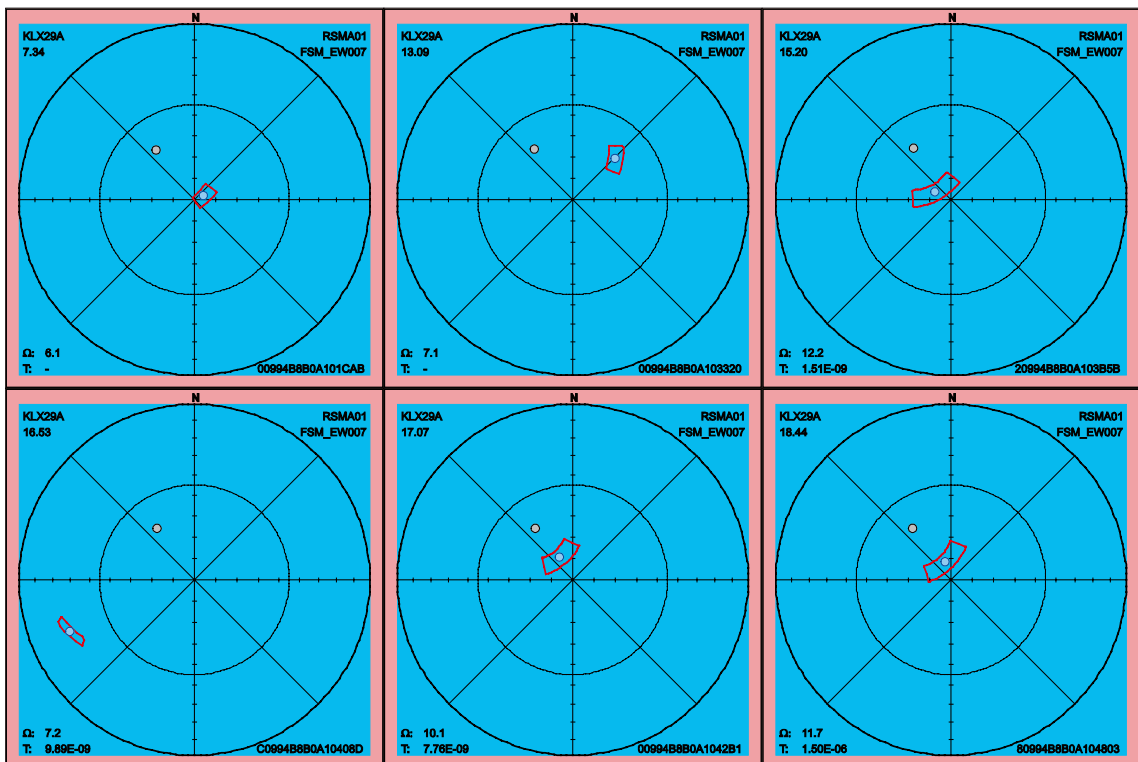 N
KLX29A RSMA01
7.34 FSM_EW007
Ω: 6.1
T: - 00994B8B0A101CAB
N
KLX29A RSMA01
13.09 FSM_EW007
Ω: 7.1
T: - 00994B8B0A103320
N
KLX29A RSMA01
15.20 FSM_EW007
Ω: 12.2
T: 1.51E-09 20994B8B0A103B5B
N
KLX29A RSMA01
16.53 FSM_EW007
Ω: 7.2
T: 9.89E-09 C0994B8B0A10408D
N
KLX29A RSMA01
17.07 FSM_EW007
Ω: 10.1
T: 7.76E-09 00994B8B0A1042B1
N
KLX29A RSMA01
18.44 FSM_EW007
Ω: 11.7
T: 1.50E-06 80994B8B0A104803